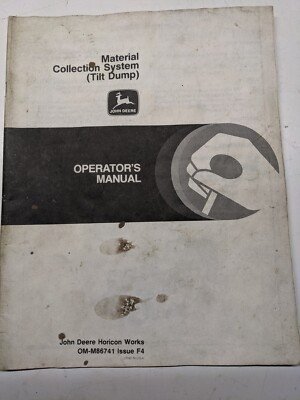 Material
Collection System
(Tilt Dump)
JOHN DEERE
OPERATOR'S
MANUAL
John Deere Horicon Works
OM-M86741 Issue F4